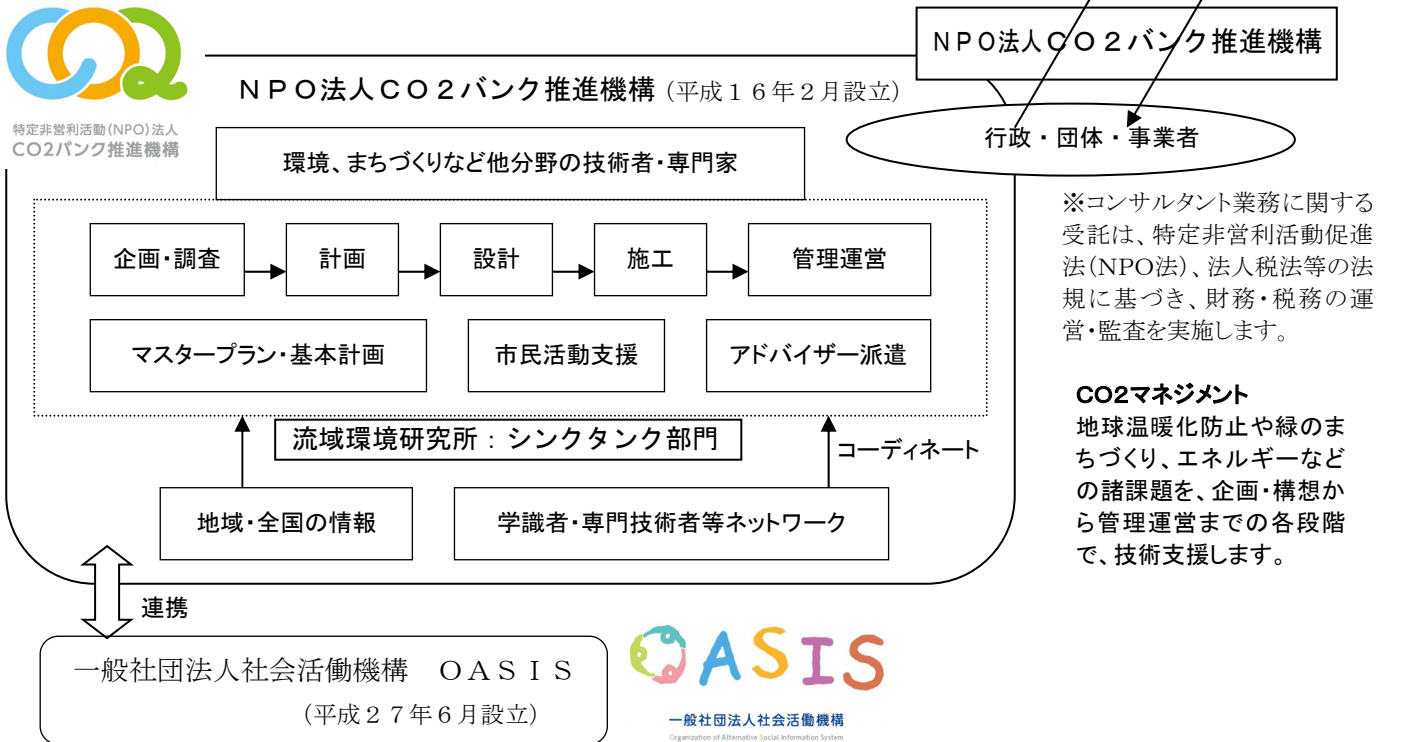 特定非営利活動(NPO)法人
CO2バンク推進機構
NPO法人CO2バンク推進機構
NPO法人CO2バンク推進機構(平成16年2月設立)
行政・団体・事業者
環境、まちづくりなど他分野の技術者・専門家
企画・調査
計画
設計
施工
管理運営
マスタープラン・基本計画
市民活動支援
アドバイザー派遣
流域環境研究所:シンクタンク部門
コーディネート
地域・全国の情報
学識者・専門技術者等ネットワーク
※コンサルタント業務に関する
受託は、特定非営利活動促進
法(NPO法)、法人税法等の法
規に基づき、財務・税務の運
営・監査を実施します。
CO2マネジメント
地球温暖化防止や緑のま
ちづくり、エネルギーなど
の諸課題を、企画・構想か
ら管理運営までの各段階
で、技術支援します。
連携
一般社団法人社会活働機構 OASIS
(平成27年6月設立)
OASIS
一般社団法人社会活働機構
Organization of Alternative Social Information System